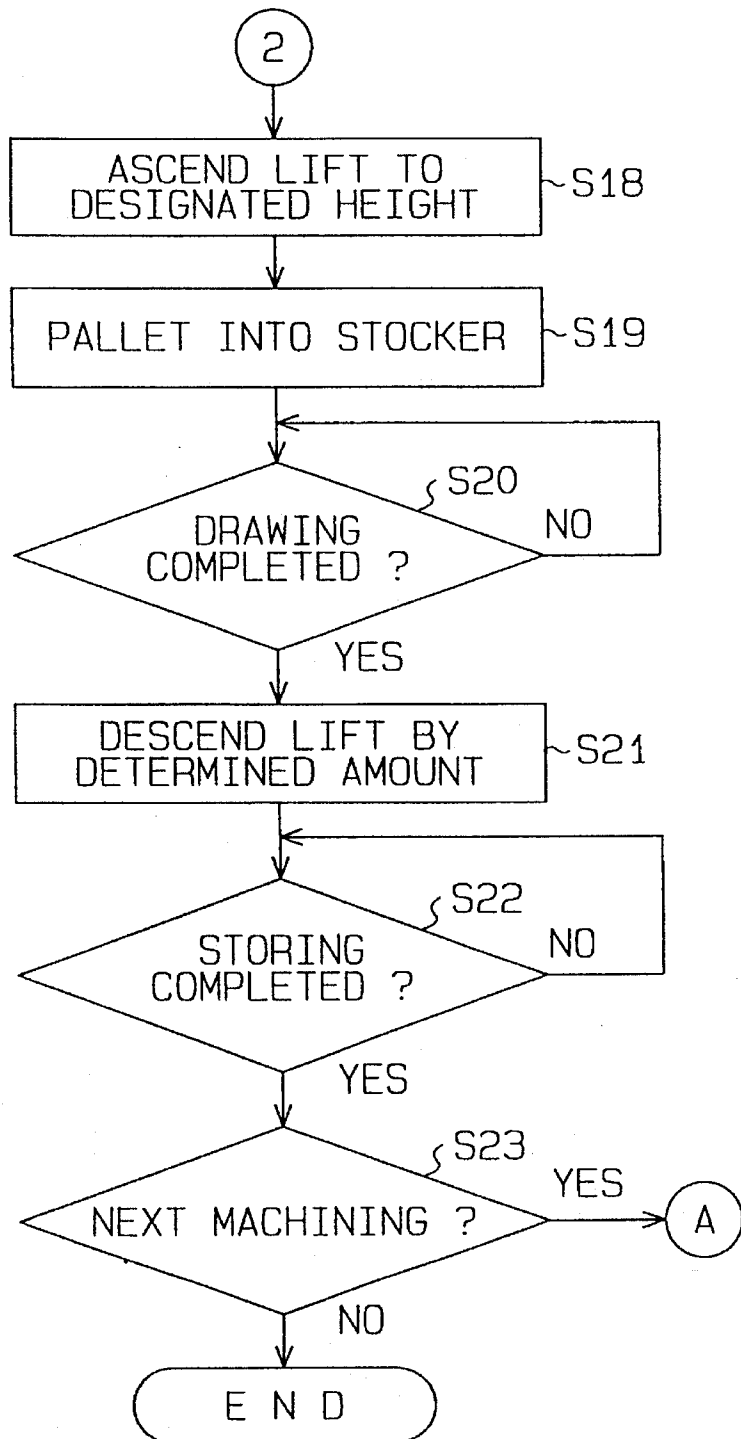 2
ASCEND LIFT TO
DESIGNATED HEIGHT
S18
PALLET INTO STOCKER
S19
S20
DRAWING
COMPLETED ?
NO
YES
DESCEND LIFT BY
DETERMINED AMOUNT
S21
S22
STORING
COMPLETED ?
NO
YES
S23
NEXT MACHINING ?
YES
A
NO
E N D